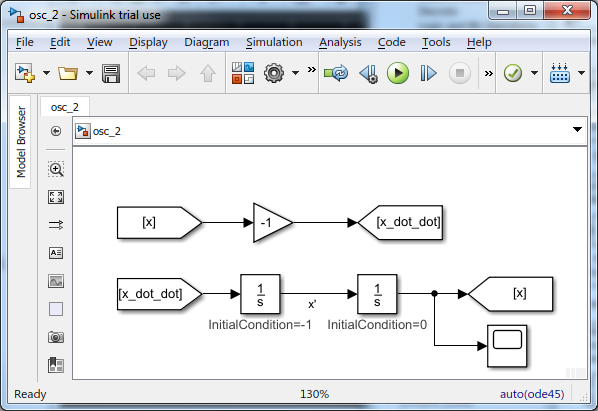 osc_2 - Simulink trial use
File Edit View Display Diagram Simulation Analysis Code Tools Help
Model Browser
osc_2
osc_2
[x]
-1
[x_dot_dot]
[x_dot_dot]
1
s
x'
1
s
[x]
InitialCondition=-1
InitialCondition=0
Ready
130%
auto(ode45)